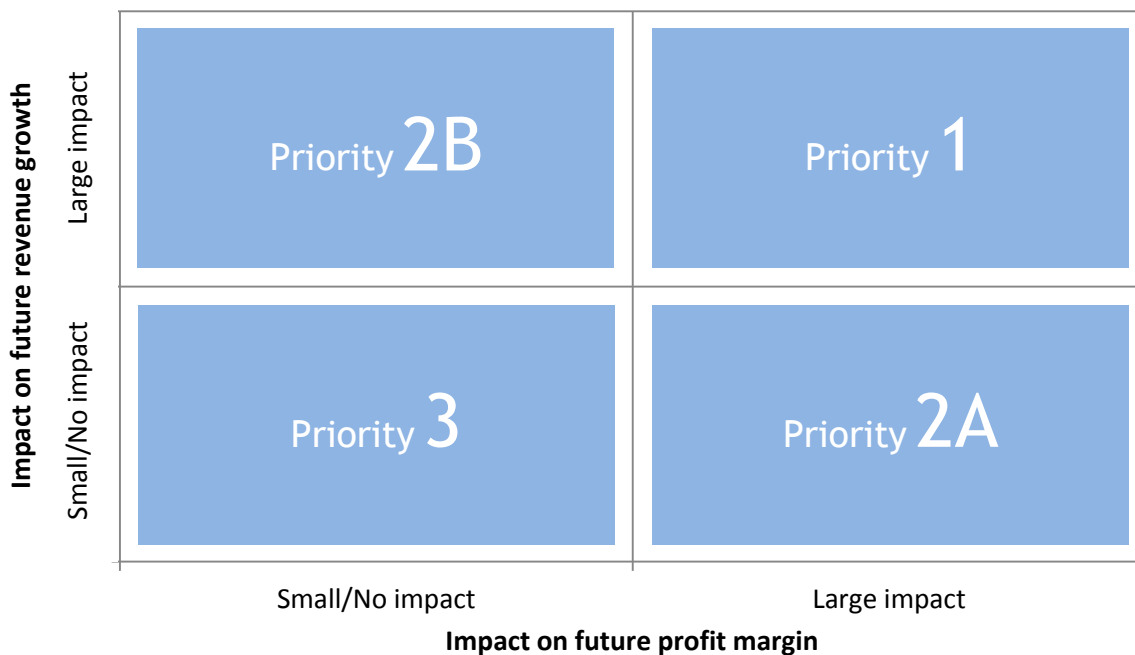 Impact on future revenue growth
Large impact
Small/No impact
Priority 2B
Priority 1
Priority 3
Priority 2A
Small/No impact
Large impact
Impact on future profit margin